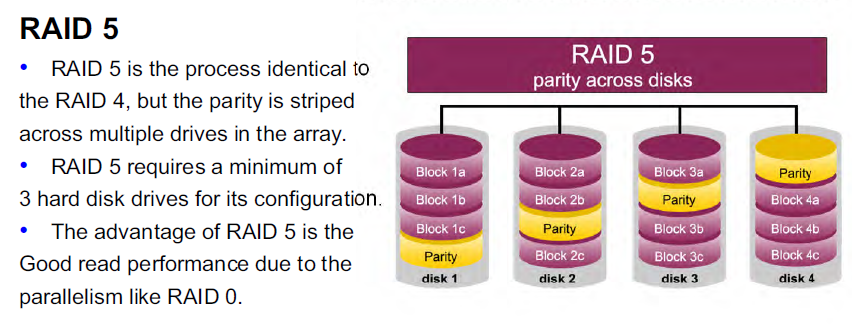 RAID 5
• RAID 5 is the process identical to
the RAID 4, but the parity is striped
across multiple drives in the array.
• RAID 5 requires a minimum of
3 hard disk drives for its configuration.
• The advantage of RAID 5 is the
Good read performance due to the
parallelism like RAID 0.
RAID 5
parity across disks
Block 1a
Block 1b
Block 1c
Parity
disk 1
Block 2a
Block 2b
Parity
Block 2c
disk 2
Block 3a
Parity
Block 3b
Block 3c
disk 3
Parity
Block 4a
Block 4b
Block 4c
disk 4